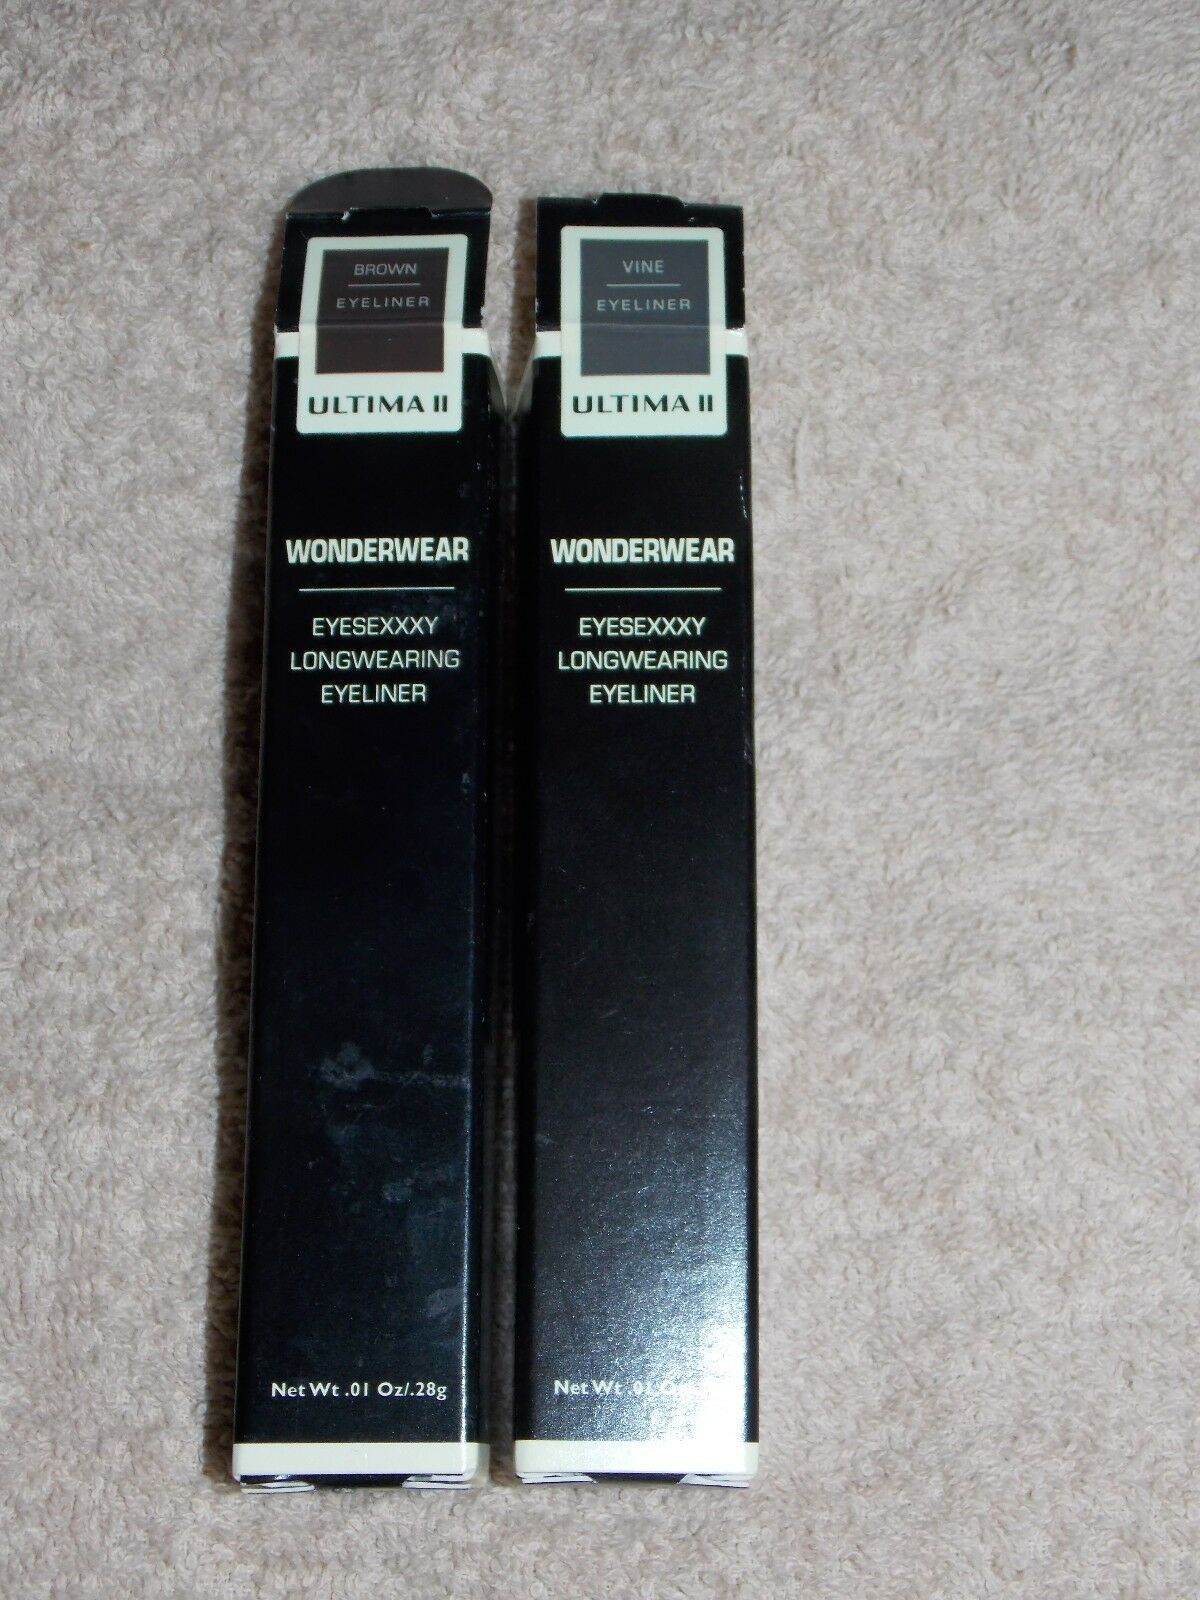 BROWN
EYELINER
ULTIMA II
WONDERWEAR
EYESEXXXY
LONGWEARING
EYELINER
Net Wt .01 Oz/.28g
VINE
EYELINER
ULTIMA II
WONDERWEAR
EYESEXXXY
LONGWEARING
EYELINER
Net Wt .01